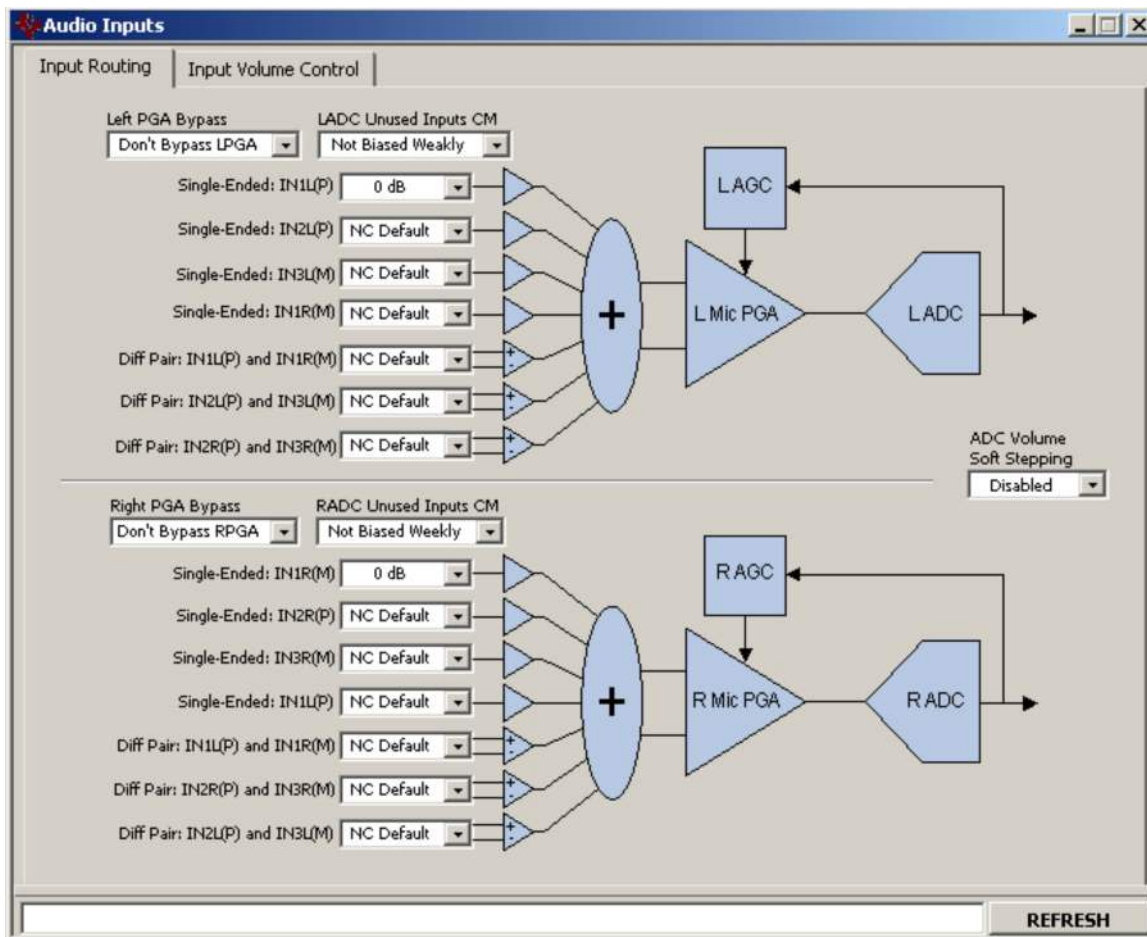 Audio Inputs
Input Routing
Input Volume Control
Left PGA Bypass
LADC Unused Inputs CM
Don't Bypass LPGA
Not Biased Weakly
Single-Ended: IN1L(P)
0 dB
Single-Ended: IN2L(P)
NC Default
Single-Ended: IN3L(M)
NC Default
Single-Ended: IN1R(M)
NC Default
Diff Pair: IN1L(P) and IN1R(M)
NC Default
Diff Pair: IN2L(P) and IN3L(M)
NC Default
Diff Pair: IN2R(P) and IN3R(M)
NC Default
+
L AGC
L Mic PGA
L ADC
ADC Volume
Soft Stepping
Disabled
Right PGA Bypass
RADC Unused Inputs CM
Don't Bypass RPGA
Not Biased Weekly
Single-Ended: IN1R(M)
0 dB
Single-Ended: IN2R(P)
NC Default
Single-Ended: IN3R(M)
NC Default
Single-Ended: IN1L(P)
NC Default
Diff Pair: IN1L(P) and IN1R(M)
NC Default
Diff Pair: IN2R(P) and IN3R(M)
NC Default
Diff Pair: IN2L(P) and IN3L(M)
NC Default
+
R AGC
R Mic PGA
R ADC
REFRESH